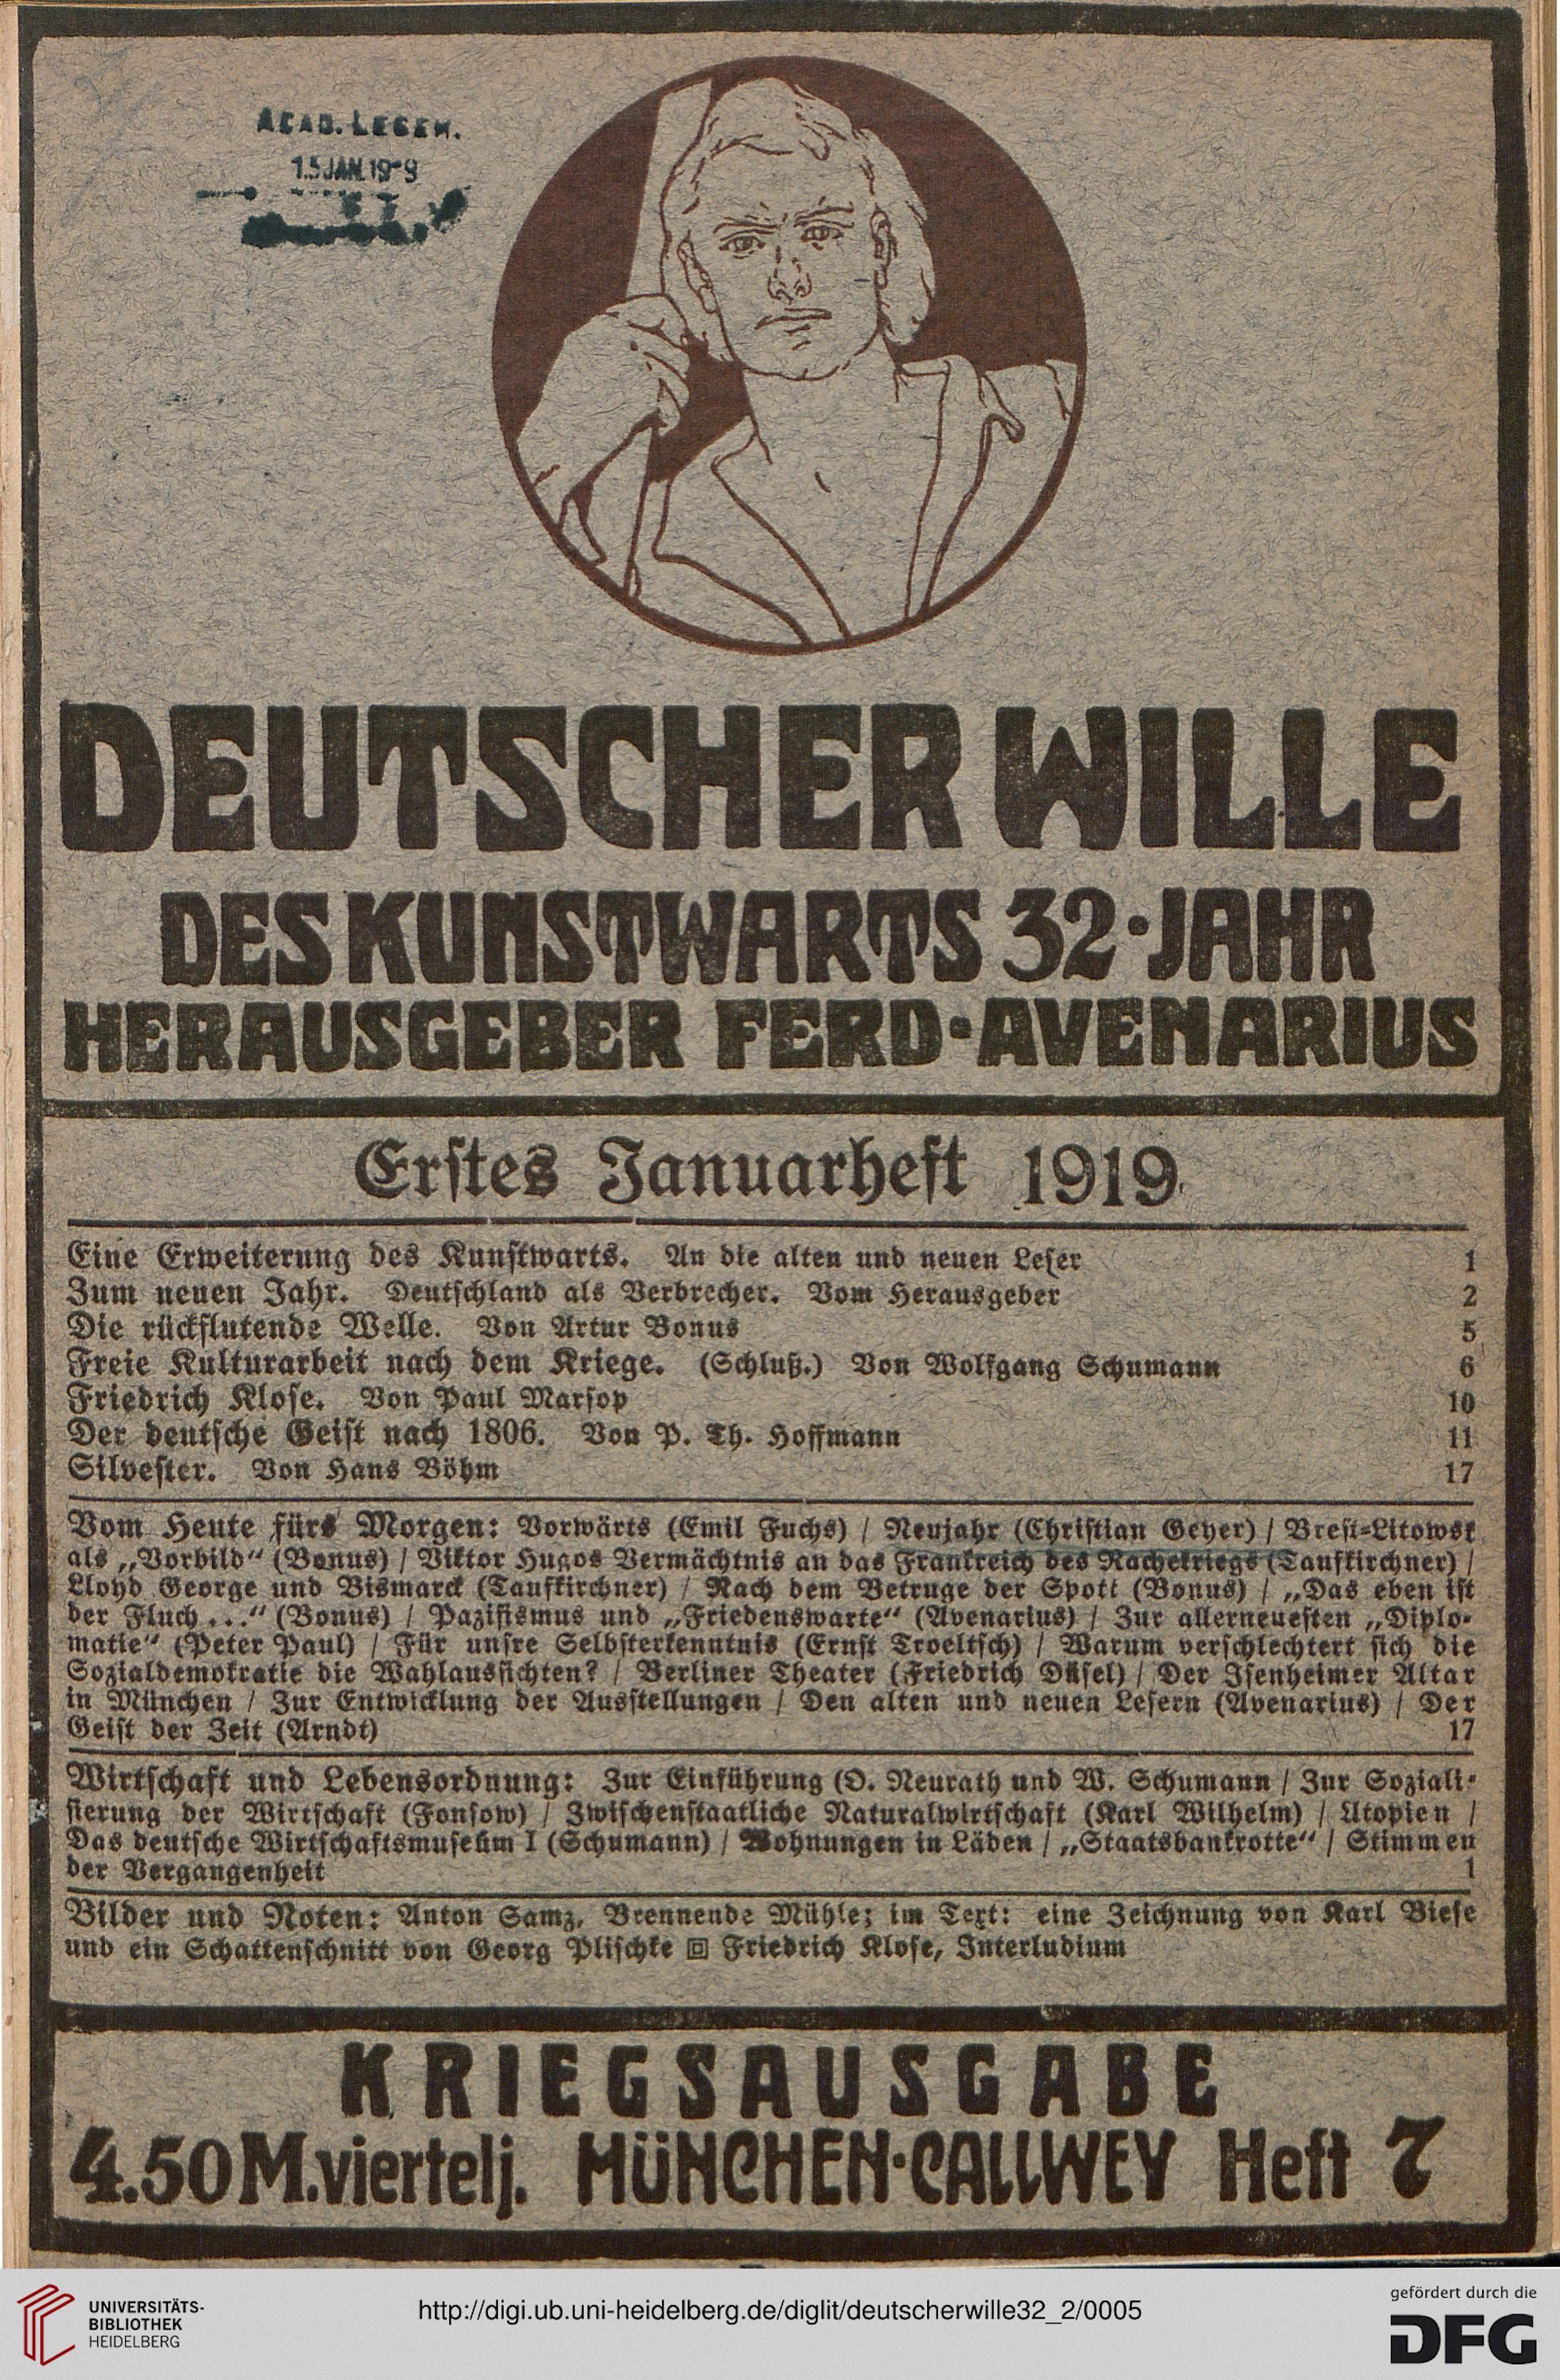 ACAD. LESEH.
15 JAN. 19 9
DEUTSCHER WILLE
DES KUNSTWARTS 32·JAHR
HERAUSGEBER FERD·AVENARIUS
Erstes Januarheft 1919
Eine Erweiterung des Kunstwarts. An die alten und neuen Leser 1
Zum neuen Jahr. Deutschland als Verbrecher. Vom Herausgeber 2
Die rückflutende Welle. Von Artur Bonus 5
Freie Kulturarbeit nach dem Kriege. (Schluß.) Von Wolfgang Schumann 6
Friedrich Klose. Von Paul Marsop 10
Der deutsche Geist nach 1806. Von P. Th. Hoffmann 11
Silvester. Von Hans Böhm 17
Vom Heute fürs Morgen: Vorwärts (Emil Fuchs) / Neujahr (Christian Geyer) / Brest-Litowsk
als „Vorbild“ (Bonus) / Viktor Hugos Vermächtnis an das Frankreich des Rachekriegs (Taufkirchner) /
Lloyd George und Bismarck (Taufkirchner) / Nach dem Betruge der Spott (Bonus) / „Das eben ist
der Fluch...“ (Bonus) / Pazifismus und „Friedenswarte“ (Avenarius) / Zur allerneuesten „Diplo-
matie“ (Peter Paul) / Für unsre Selbsterkenntnis (Ernst Troeltsch) / Warum verschlechtert sich die
Sozialdemokratie die Wahlaussichten? / Berliner Theater (Friedrich Düsel) / Der Isenheimer Altar
in München / Zur Entwicklung der Ausstellungen / Den alten und neuen Lesern (Avenarius) / Der
Geist der Zeit (Arndt) 17
Wirtschaft und Lebensordnung: Zur Einführung (O. Neurath und W. Schumann / Zur Soziali-
sierung der Wirtschaft (Fonsow) / Zwischenstaatliche Naturalwirtschaft (Karl Wilhelm) / Utopien /
Das deutsche Wirtschaftsmuseum I (Schumann) / Wohnungen in Läden / „Staatsbankrotte“ / Stimmen
der Vergangenheit 1
Bilder und Noten: Anton Samz, Brennende Mühle; im Text: eine Zeichnung von Karl Biese
und ein Schattenschnitt von Georg Plischke Friedrich Klose, Interludium
KRIEGSAUSGABE
4.50 M. viertelj. MÜNCHEN·CALLWEY Heft 7
UNIVERSITÄTS-
BIBLIOTHEK
HEIDELBERG
http://digi.ub.uni-heidelberg.de/diglit/deutscherwille32_2/0005
gefördert durch die
DFG